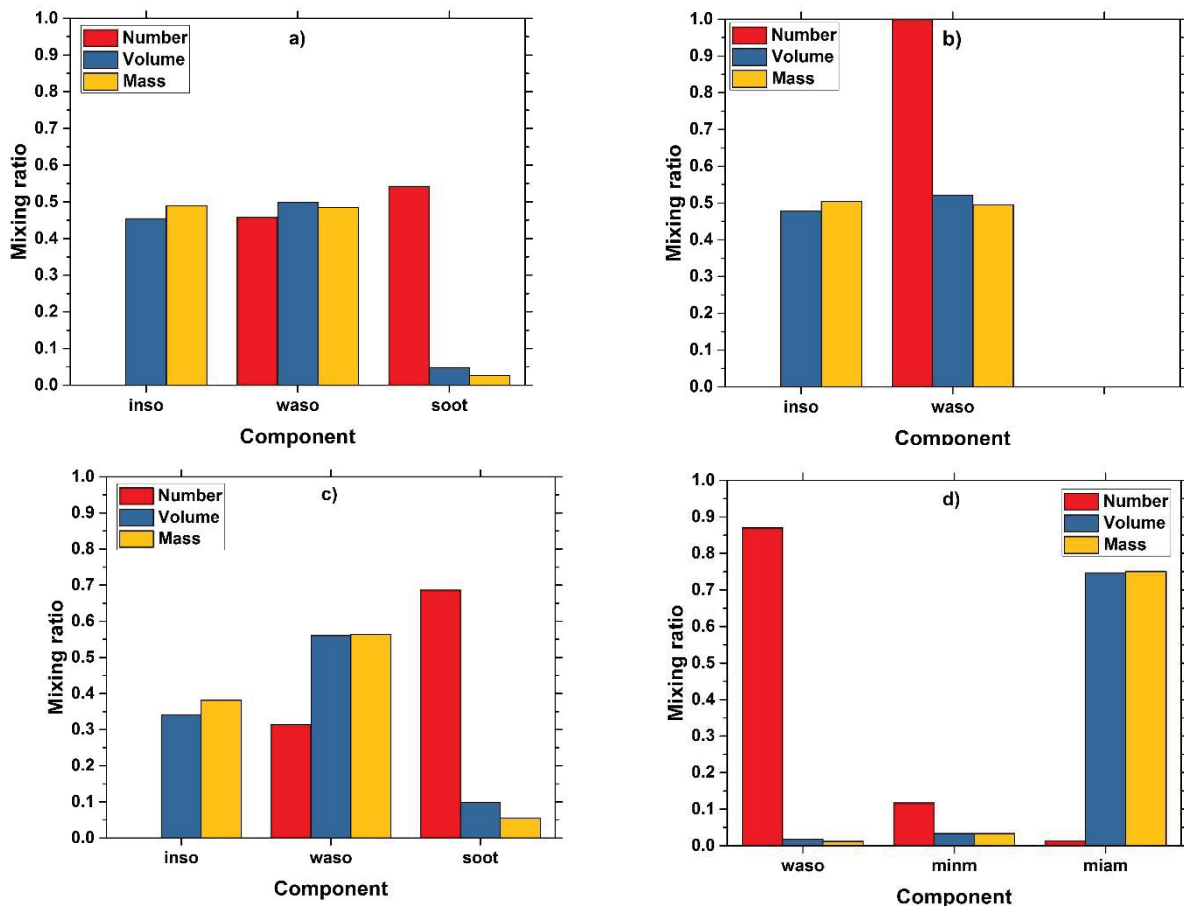 a)
Number
Volume
Mass
Mixing ratio
1.0
0.9
0.8
0.7
0.6
0.5
0.4
0.3
0.2
0.1
0.0
inso waso soot
Component
b)
Number
Volume
Mass
Mixing ratio
1.0
0.9
0.8
0.7
0.6
0.5
0.4
0.3
0.2
0.1
0.0
inso waso
Component
c)
Number
Volume
Mass
Mixing ratio
1.0
0.9
0.8
0.7
0.6
0.5
0.4
0.3
0.2
0.1
0.0
inso waso soot
Component
d)
Number
Volume
Mass
Mixing ratio
1.0
0.9
0.8
0.7
0.6
0.5
0.4
0.3
0.2
0.1
0.0
waso minm miam
Component